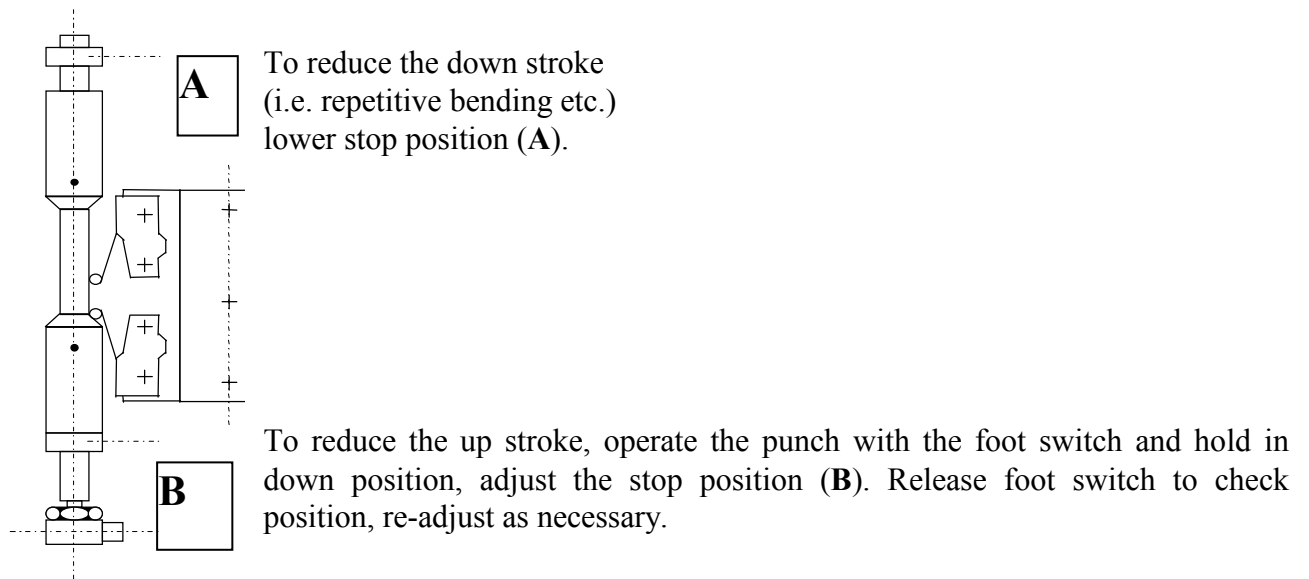 A
To reduce the down stroke
(i.e. repetitive bending etc.)
lower stop position (A).
To reduce the up stroke, operate the punch with the foot switch and hold in
down position, adjust the stop position (B). Release foot switch to check
position, re-adjust as necessary.
B